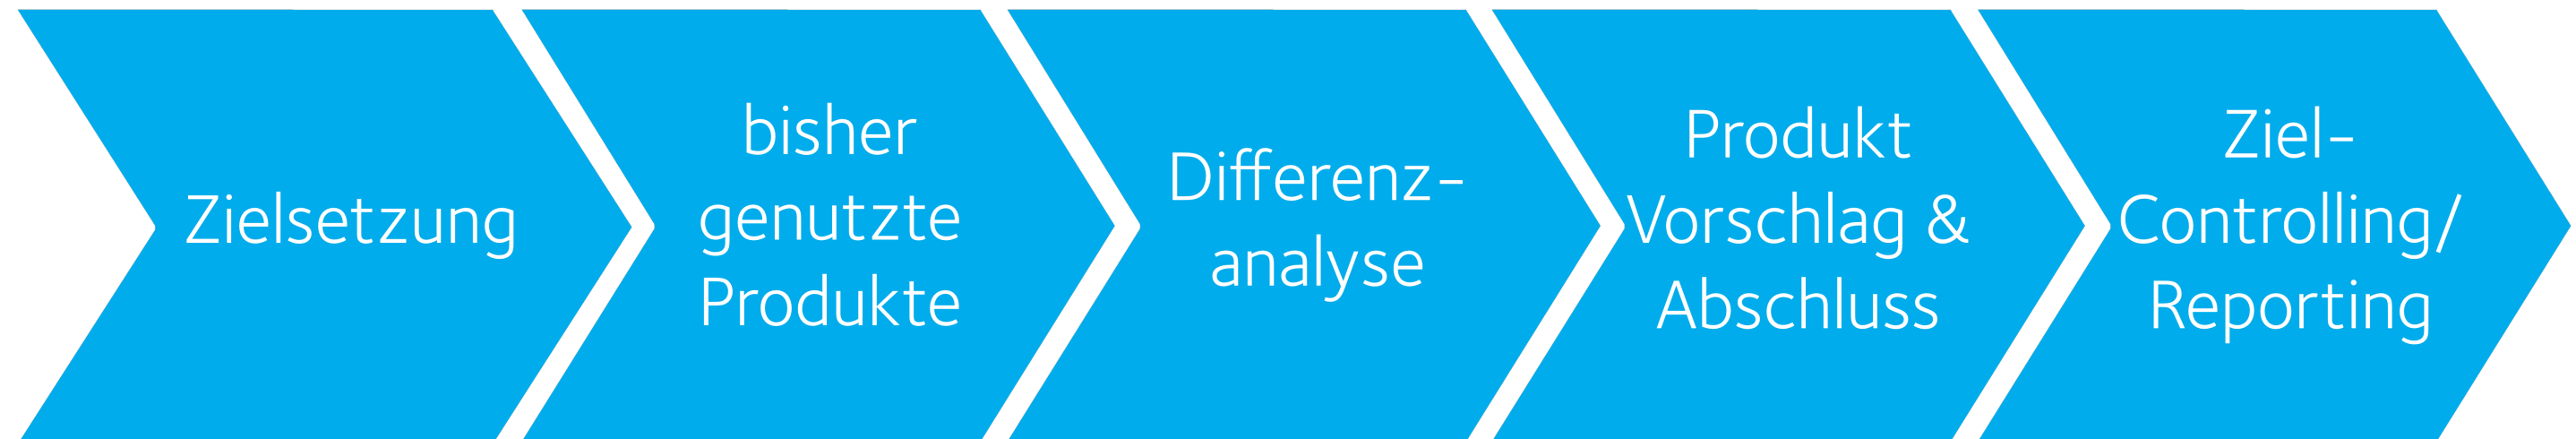 Zielsetzung
bisher
genutzte
Produkte
Differenz-
analyse
Produkt
Vorschlag &
Abschluss
Ziel-
Controlling/
Reporting